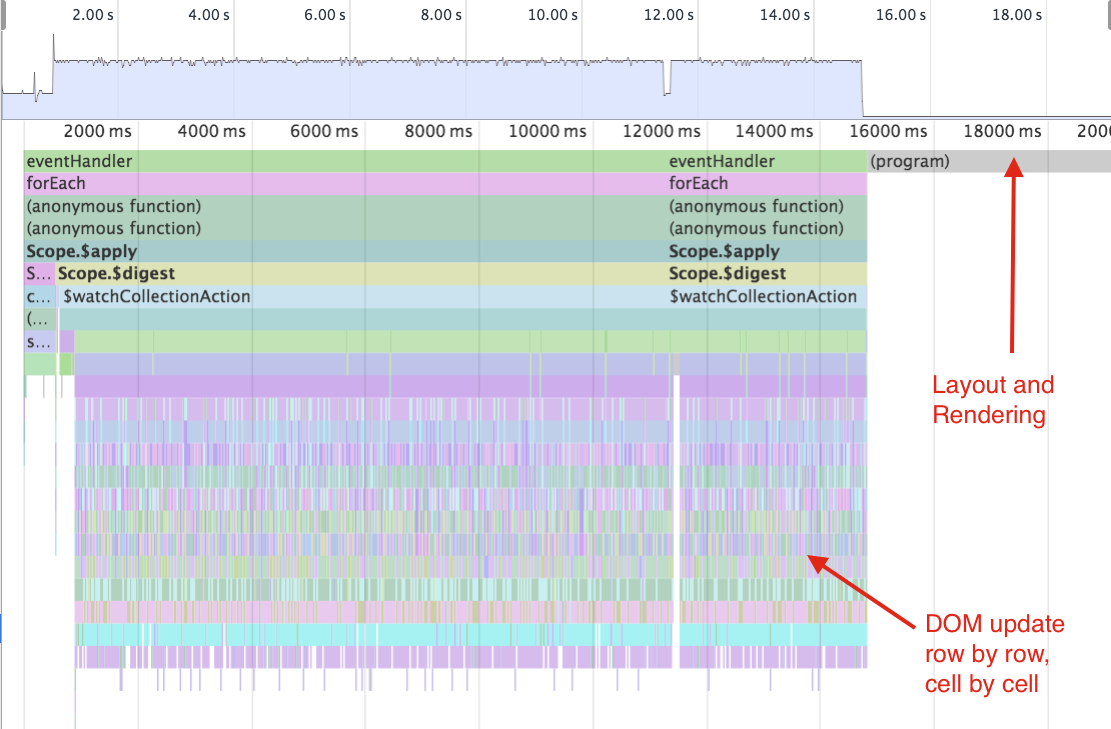 2.00 s 4.00 s 6.00 s 8.00 s 10.00 s 12.00 s 14.00 s 16.00 s 18.00 s
2000 ms 4000 ms 6000 ms 8000 ms 10000 ms 12000 ms 14000 ms 16000 ms 18000 ms 2000
eventHandler eventHandler (program)
forEach forEach
(anonymous function) (anonymous function)
(anonymous function) (anonymous function)
Scope.$apply Scope.$apply
S... Scope.$digest Scope.$digest
c... $watchCollectionAction $watchCollectionAction
(...
s...
Layout and
Rendering
DOM update
row by row,
cell by cell